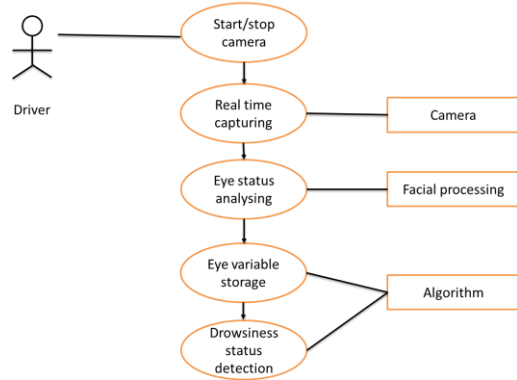 Start/stop
camera
Driver
Real time
capturing
Camera
Eye status
analysing
Facial processing
Eye variable
storage
Algorithm
Drowsiness
status
detection